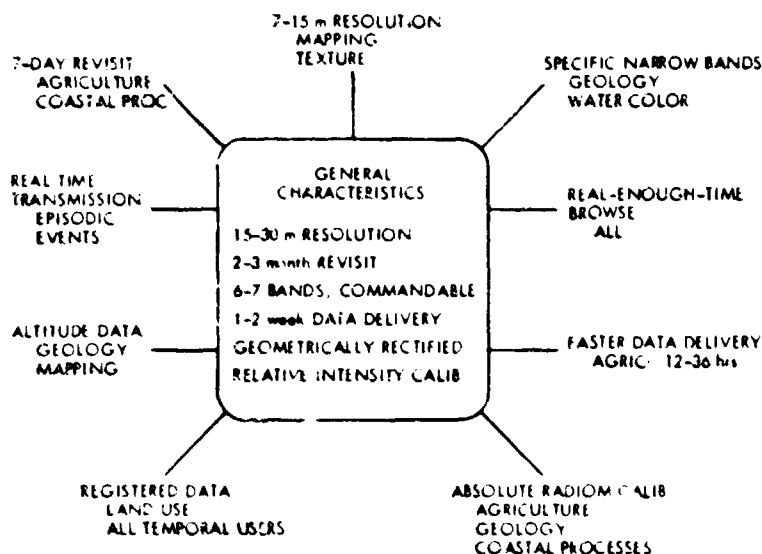 7-15 m RESOLUTION
MAPPING
TEXTURE
7-DAY REVISIT
AGRICULTURE
COASTAL PROC
SPECIFIC NARROW BANDS
GEOLOGY
WATER COLOR
REAL TIME
TRANSMISSION
EPISODIC
EVENTS
GENERAL
CHARACTERISTICS
15-30 m RESOLUTION
2-3 month REVISIT
6-7 BANDS, COMMANDABLE
1-2 week DATA DELIVERY
GEOMETRICALLY RECTIFIED
RELATIVE INTENSITY CALIB
REAL-ENOUGH-TIME
BROWSE
ALL
ALTITUDE DATA
GEOLOGY
MAPPING
FASTER DATA DELIVERY
AGRIC- 12-36 hrs
REGISTERED DATA
LAND USE
ALL TEMPORAL USERS
ABSOLUTE RADIOM CALIB
AGRICULTURE
GEOLOGY
COASTAL PROCESSES